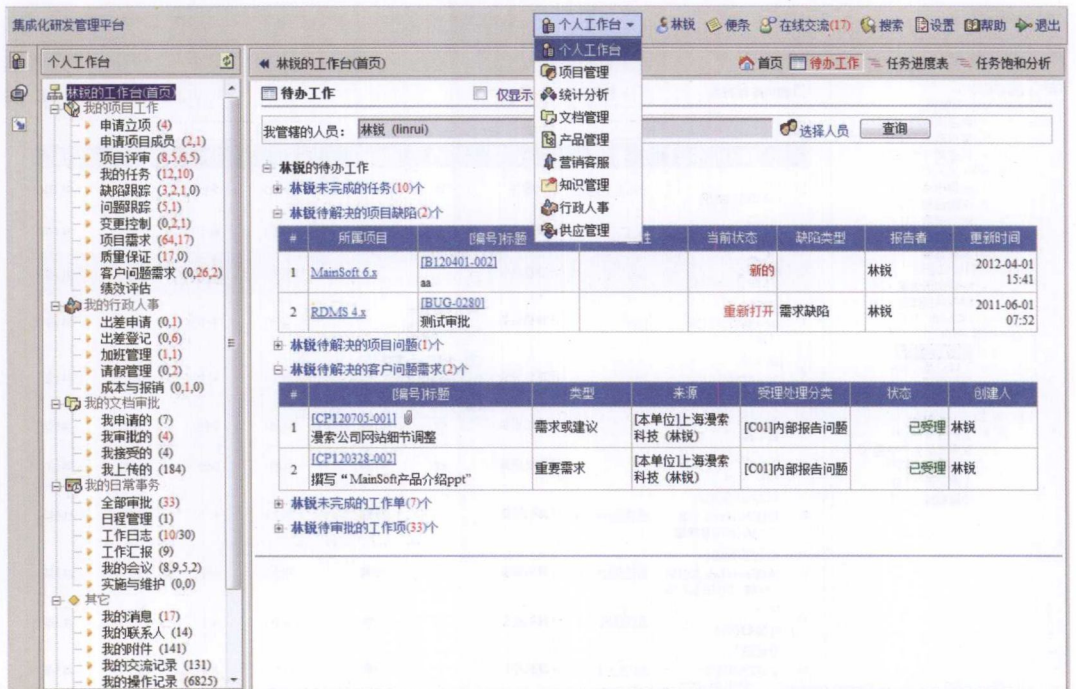 集成化研发管理平台
个人工作台
林锐 便条 在线交流(17) 搜索 设置 帮助 退出
个人工作台
项目管理
统计分析
文档管理
产品管理
营销客服
知识管理
行政人事
供应管理
个人工作台
林锐的工作台(首页)
我的项目工作
申请立项 (4)
申请项目成员 (2,1)
项目评审 (8,5,6,5)
我的任务 (12,10)
缺陷跟踪 (3,2,1,0)
问题跟踪 (5,1)
变更控制 (0,2,1)
项目需求 (64,17)
质量保证 (17,0)
客户问题需求 (0,26,2)
绩效评估
我的行政人事
出差申请 (0,1)
出差登记 (0,6)
加班管理 (1,1)
请假管理 (0,2)
成本与报销 (0,1,0)
我的文档审批
我申请的 (7)
我审批的 (4)
我接受的 (4)
我上传的 (184)
我的日常事务
全部审批 (33)
日程管理 (1)
工作日志 (10/30)
工作汇报 (9)
我的会议 (8,9,5,2)
实施与维护 (0,0)
其它
我的消息 (17)
我的联系人 (14)
我的附件 (141)
我的交流记录 (131)
我的操作记录 (6825)
林锐的工作台(首页)
首页 待办工作 任务进度表 任务饱和分析
待办工作
仅显示
我管辖的人员: 林锐 (linrui)
选择人员 查询
林锐的待办工作
林锐未完成的任务(10)个
林锐待解决的项目缺陷(2)个
# 所属项目 [编号]标题 性 当前状态 缺陷类型 报告者 更新时间
1 MainSoft 6.x [B120401-002] aa 新的 林锐 2012-04-01 15:41
2 RDMS 4.x [BUG-0280] 测试审批 重新打开 需求缺陷 林锐 2011-06-01 07:52
林锐待解决的项目问题(1)个
林锐待解决的客户问题需求(2)个
# [编号]标题 类型 来源 受理处理分类 状态 创建人
1 [CP120705-001] 漫索公司网站细节调整 需求或建议 [本单位]上海漫索科技 (林锐) [C01]内部报告问题 已受理 林锐
2 [CP120328-002] 撰写“MainSoft产品介绍ppt” 重要需求 [本单位]上海漫索科技 (林锐) [C01]内部报告问题 已受理 林锐
林锐未完成的工作单(7)个
林锐待审批的工作项(33)个